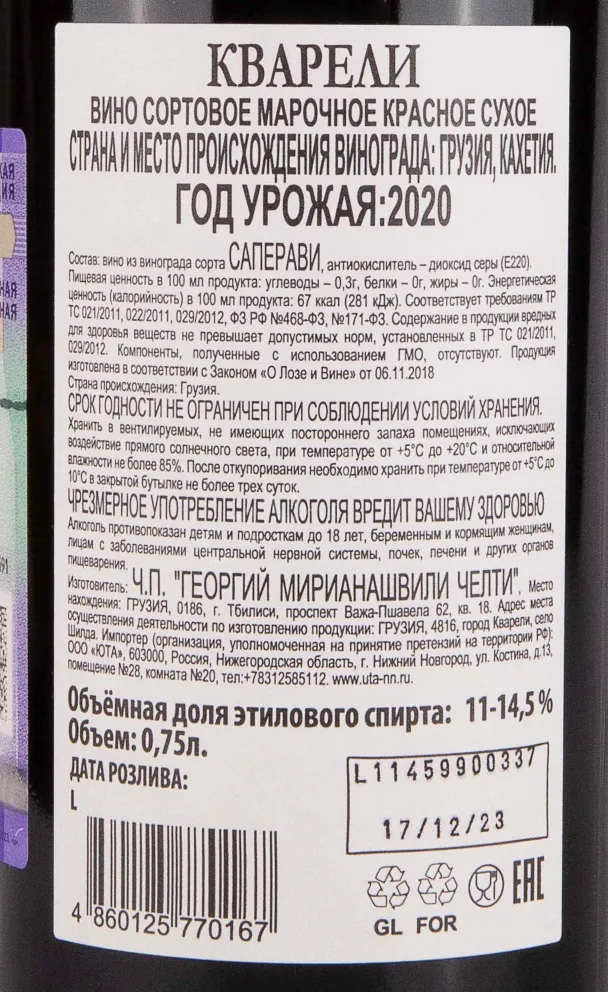 КВАРЕЛИ
ВИНО СОРТОВОЕ МАРОЧНОЕ КРАСНОЕ СУХОЕ
СТРАНА И МЕСТО ПРОИСХОЖДЕНИЯ ВИНОГРАДА: ГРУЗИЯ, КАХЕТИЯ.
ГОД УРОЖАЯ:2020
Состав: вино из винограда сорта САПЕРАВИ, антиокислитель – диоксид серы (Е220).
Пищевая ценность в 100 мл продукта: углеводы – 0,3г, белки – 0г, жиры – 0г. Энергетическая
ценность (калорийность) в 100 мл продукта: 67 ккал (281 кДж). Соответствует требованиям ТР
ТС 021/2011, 022/2011, 029/2012, ФЗ РФ №468-ФЗ, №171-ФЗ. Содержание в продукции вредных
для здоровья веществ не превышает допустимых норм, установленных в ТР ТС 021/2011,
029/2012. Компоненты, полученные с использованием ГМО, отсутствуют. Продукция
изготовлена в соответствии с Законом «О Лозе и Вине» от 06.11.2018
Страна происхождения: Грузия.
СРОК ГОДНОСТИ НЕ ОГРАНИЧЕН ПРИ СОБЛЮДЕНИИ УСЛОВИЙ ХРАНЕНИЯ.
Хранить в вентилируемых, не имеющих постороннего запаха помещениях, исключающих
воздействие прямого солнечного света, при температуре от +5°С до +20°С и относительной
влажности не более 85%. После откупоривания необходимо хранить при температуре от +5°С до
10°С в закрытой бутылке не более трех суток.
ЧРЕЗМЕРНОЕ УПОТРЕБЛЕНИЕ АЛКОГОЛЯ ВРЕДИТ ВАШЕМУ ЗДОРОВЬЮ
Алкоголь противопоказан детям и подросткам до 18 лет, беременным и кормящим женщинам,
лицам с заболеваниями центральной нервной системы, почек, печени и других органов
пищеварения.
Изготовитель: Ч.П. "ГЕОРГИЙ МИРИАНАШВИЛИ ЧЕЛТИ", Место
нахождения: ГРУЗИЯ, 0186, г. Тбилиси, проспект Важа-Пшавела 62, кв. 18. Адрес места
осуществления деятельности по изготовлению продукции: ГРУЗИЯ, 4816, город Кварели, село
Шилда. Импортер (организация, уполномоченная на принятие претензий на территории РФ):
ООО «ЮТА», 603000, Россия, Нижегородская область, г. Нижний Новгород, ул. Костина, д.13,
помещение №28, комната №20, тел:+78312585112. www.uta-nn.ru.
Объёмная доля этилового спирта: 11-14,5 %
Объем: 0,75л.
ДАТА РОЗЛИВА:
L
L11459900337
17/12/23
4 860125 770167
GL FOR
EAC